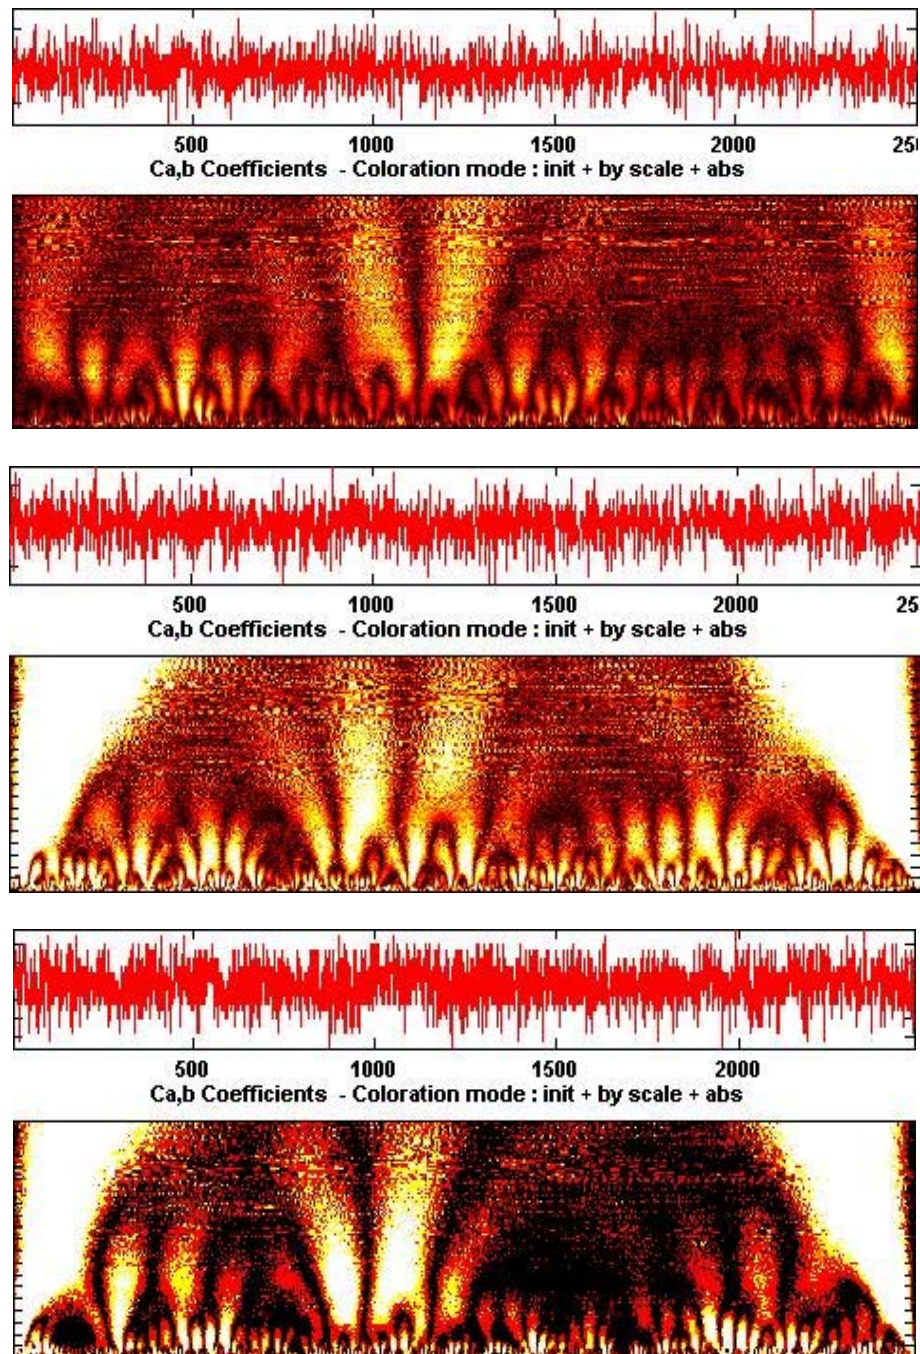 500 1000 1500 2000 250
Ca,b Coefficients - Coloration mode : init + by scale + abs
500 1000 1500 2000 25
Ca,b Coefficients - Coloration mode : init + by scale + abs
500 1000 1500 2000
Ca,b Coefficients - Coloration mode : init + by scale + abs